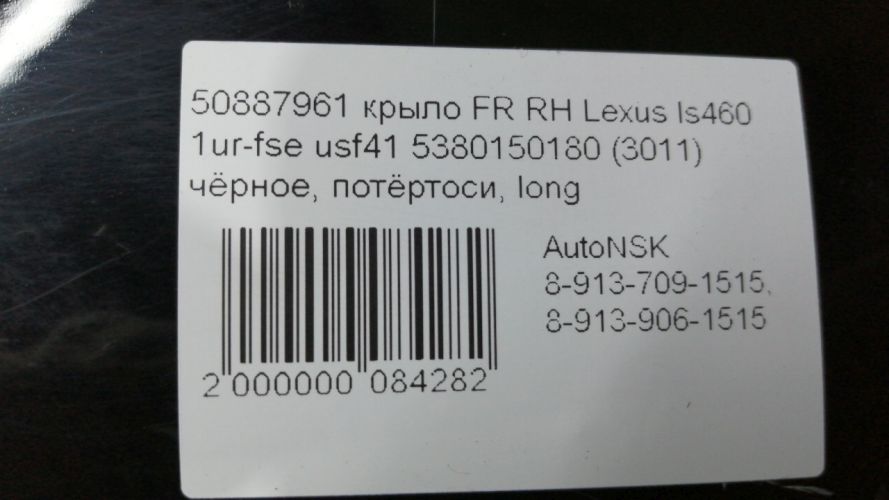 50887961 крыло FR RH Lexus ls460
1ur-fse usf41 5380150180 (3011)
чёрное, потёртоси, long
AutoNSK
8-913-709-1515,
8-913-906-1515
2 000000 084282